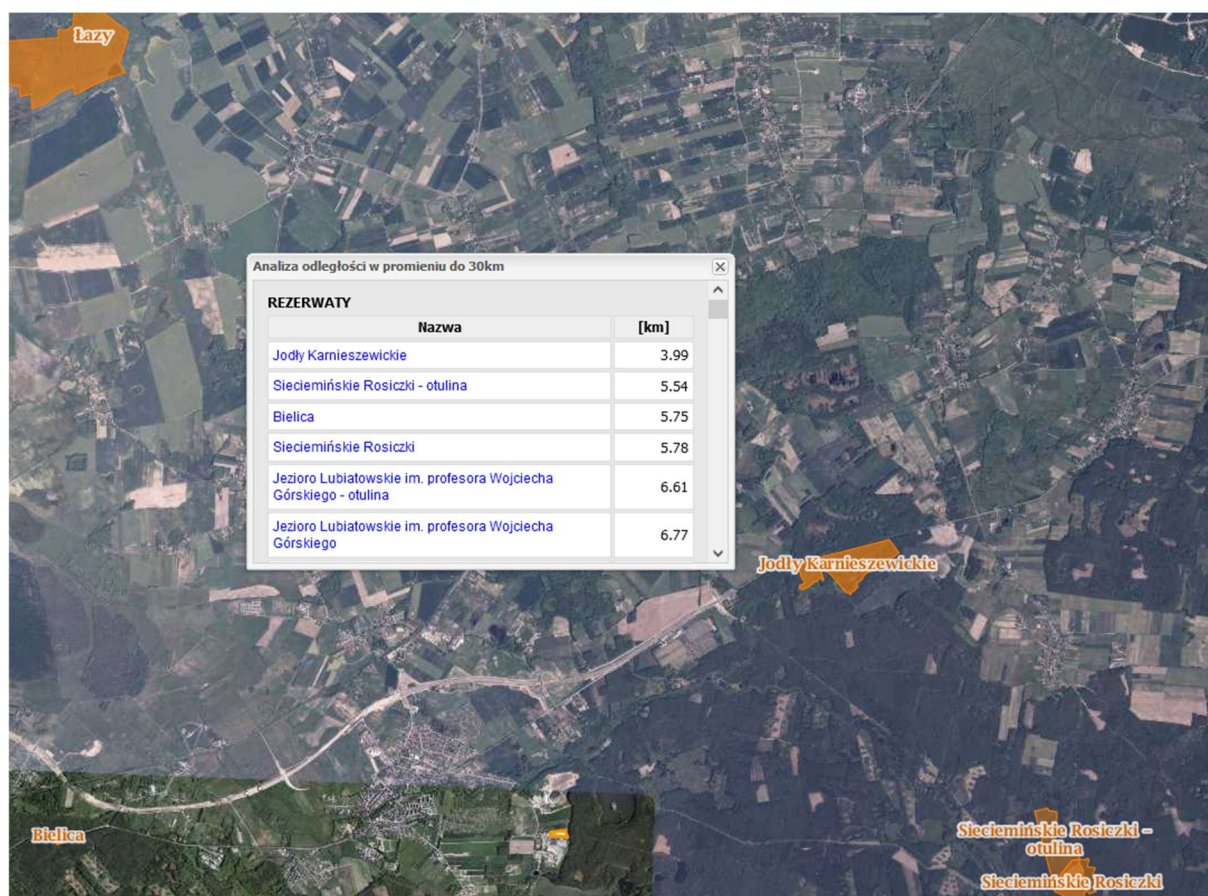 Łazy
Analiza odległości w promieniu do 30km
REZERWATY
Nazwa [km]
Jodły Karnieszewickie 3.99
Sieciemińskie Rosiczki - otulina 5.54
Bielica 5.75
Sieciemińskie Rosiczki 5.78
Jezioro Lubiatowskie im. profesora Wojciecha
Górskiego - otulina 6.61
Jezioro Lubiatowskie im. profesora Wojciecha
Górskiego 6.77
Jodły Karnieszewickie
Bielica
Sieciemińskie Rosiczki –
otulina
Sieciemińskie Rosiczki